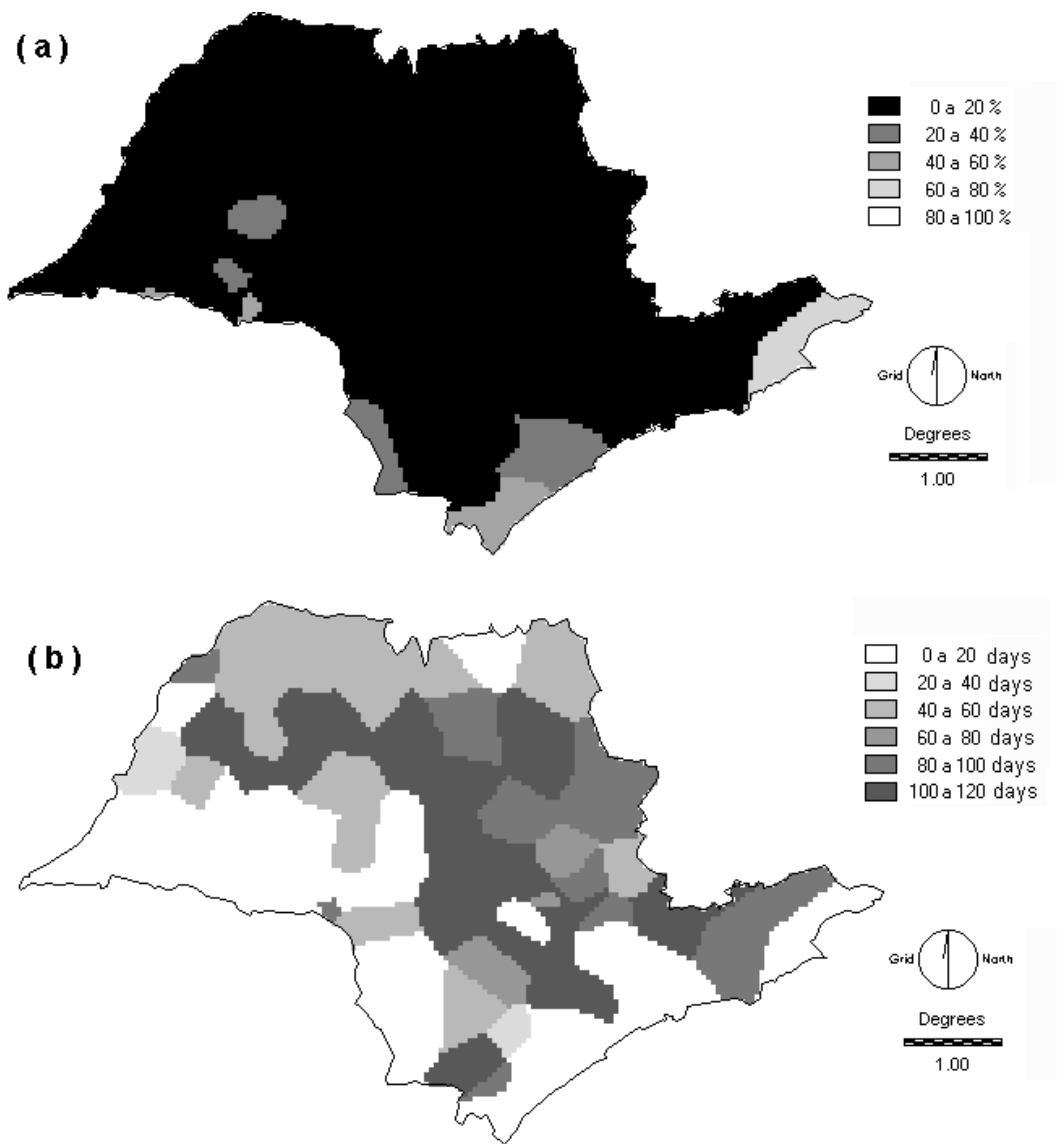 (a)
0 a 20 %
20 a 40 %
40 a 60 %
60 a 80 %
80 a 100 %
Grid North
Degrees
1.00
(b)
0 a 20 days
20 a 40 days
40 a 60 days
60 a 80 days
80 a 100 days
100 a 120 days
Grid North
Degrees
1.00